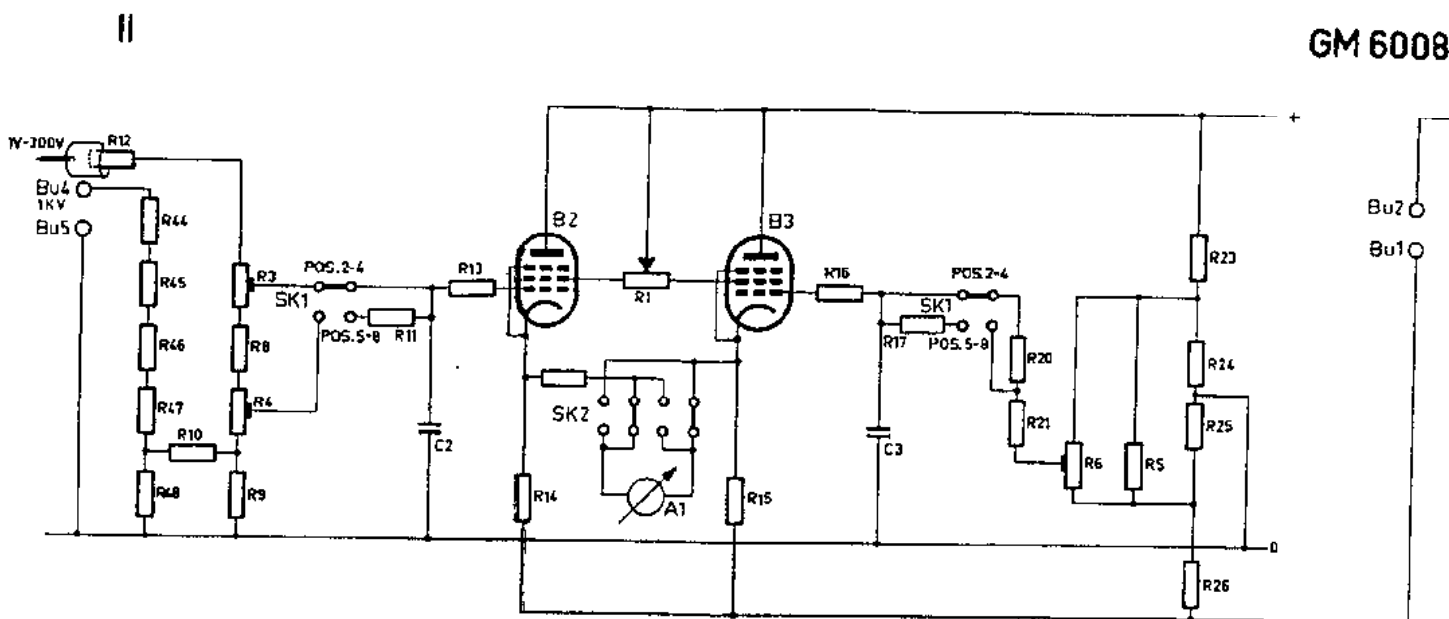 II
GM 6008
1V-300V
R12
Bu4
1KV
Bu5
R44
R45
R46
R47
R48
R10
R3
R8
R4
R9
SK1
POS.2-4
POS.5-8
R11
C2
R13
B2
R1
B3
R16
SK2
R14
A1
R15
C3
POS.2-4
SK1
R17
POS.5-8
R20
R21
R6
R5
R23
R24
R25
R26
+
0
Bu2
Bu1